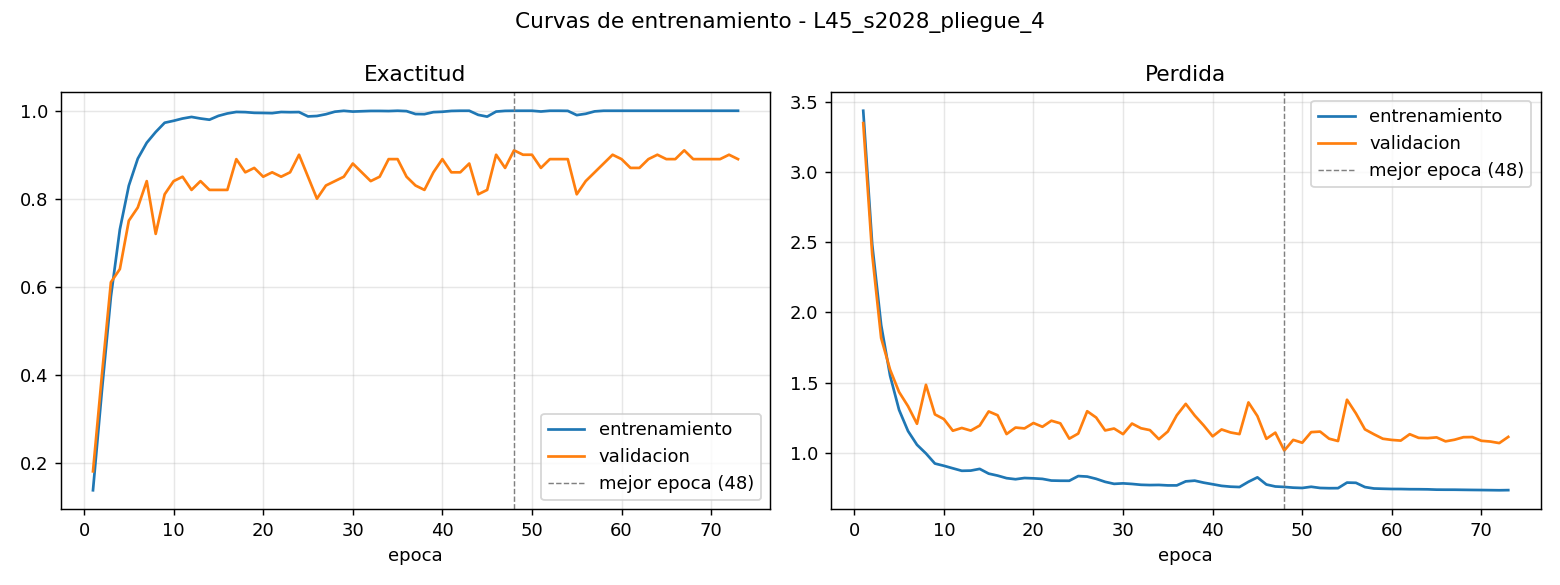 Curvas de entrenamiento - L45_s2028_pliegue_4
Exactitud
1.0
0.8
0.6
0.4
0.2
0 10 20 30 40 50 60 70
epoca
entrenamiento
validacion
mejor epoca (48)
Perdida
3.5
3.0
2.5
2.0
1.5
1.0
0 10 20 30 40 50 60 70
epoca
entrenamiento
validacion
mejor epoca (48)